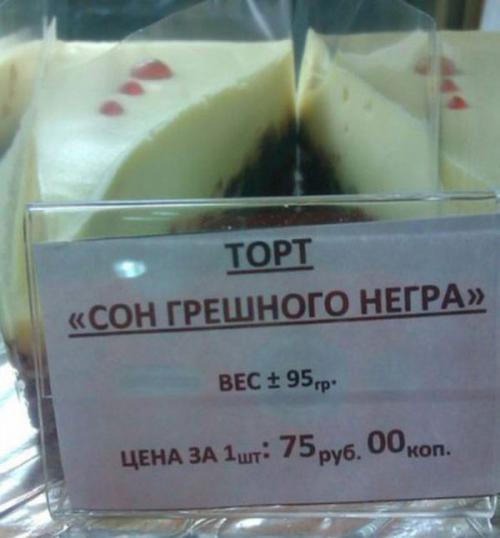 ТОРТ
«СОН ГРЕШНОГО НЕГРА»
ВЕС ± 95гр.
ЦЕНА ЗА 1шт: 75руб. 00коп.